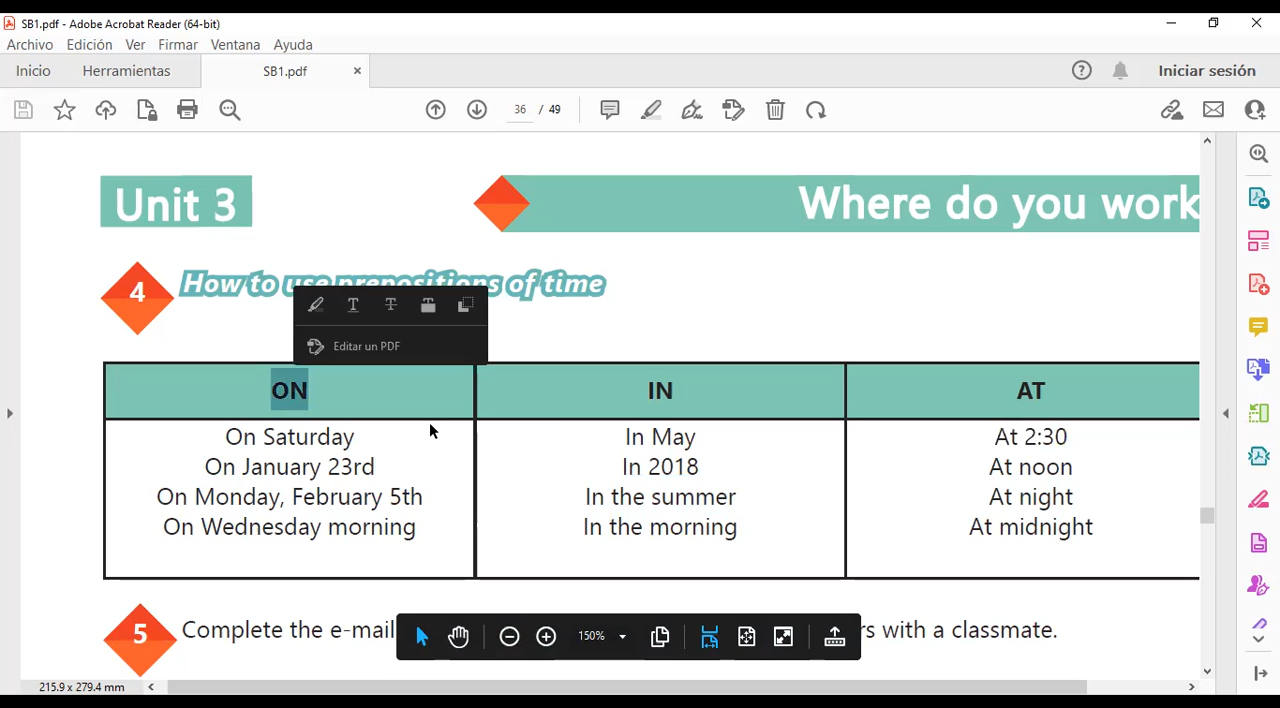 SB1.pdf - Adobe Acrobat Reader (64-bit)
Archivo Edición Ver Firmar Ventana Ayuda
Inicio Herramientas SB1.pdf × Iniciar sesión
36 / 49
Unit 3 Where do you work
4 How to use prepositions of time
Editar un PDF
ON IN AT
On Saturday In May At 2:30
On January 23rd In 2018 At noon
On Monday, February 5th In the summer At night
On Wednesday morning In the morning At midnight
5 Complete the e-mail rs with a classmate.
150%
215.9 x 279.4 mm